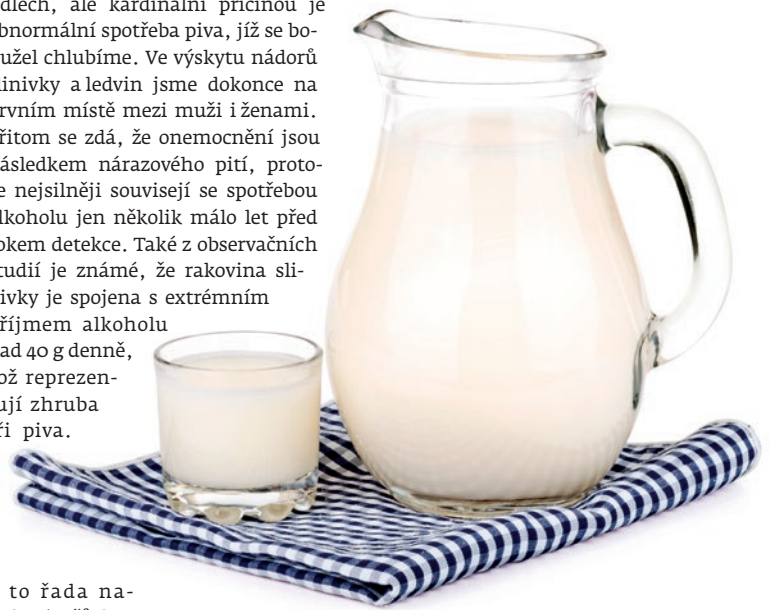 dlech, ale kardinální příčinou je
bnormální spotřeba piva, jíž se bo-
užel chlubíme. Ve výskytu nádorů
linivky a ledvin jsme dokonce na
rvním místě mezi muži i ženami.
řitom se zdá, že onemocnění jsou
ásledkem nárazového pití, proto-
e nejsilněji souvisejí se spotřebou
lkoholu jen několik málo let před
okem detekce. Také z observačních
tudií je známé, že rakovina sli-
ivky je spojena s extrémním
říjmem alkoholu
ad 40 g denně,
ož reprezen-
ují zhruba
ři piva.
to řada na-